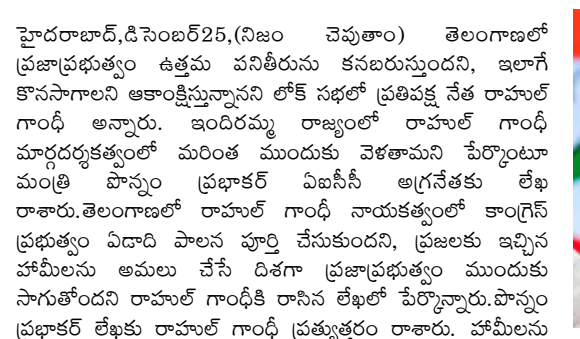 హైదరాబాద్,డిసెంబర్25,(నిజం చెపుతాం) తెలంగాణలో
ప్రజాప్రభుత్వం ఉత్తమ పనితీరును కనబరుస్తుందని, ఇలాగే
కొనసాగాలని ఆకాంక్షిస్తున్నానని లోక్ సభలో ప్రతిపక్ష నేత రాహుల్
గాంధీ అన్నారు. ఇందిరమ్మ రాజ్యంలో రాహుల్ గాంధీ
మార్గదర్శకత్వంలో మరింత ముందుకు వెళతామని పేర్కొంటూ
మంత్రి పొన్నం ప్రభాకర్ ఏఐసీసీ అగ్రనేతకు లేఖ
రాశారు.తెలంగాణలో రాహుల్ గాంధీ నాయకత్వంలో కాంగ్రెస్
ప్రభుత్వం ఏడాది పాలన పూర్తి చేసుకుందని, ప్రజలకు ఇచ్చిన
హామీలను అమలు చేసే దిశగా ప్రజాప్రభుత్వం ముందుకు
సాగుతోందని రాహుల్ గాంధీకి రాసిన లేఖలో పేర్కొన్నారు.పొన్నం
ప్రభాకర్ లేఖకు రాహుల్ గాంధీ ప్రత్యుత్తరం రాశారు. హామీలను